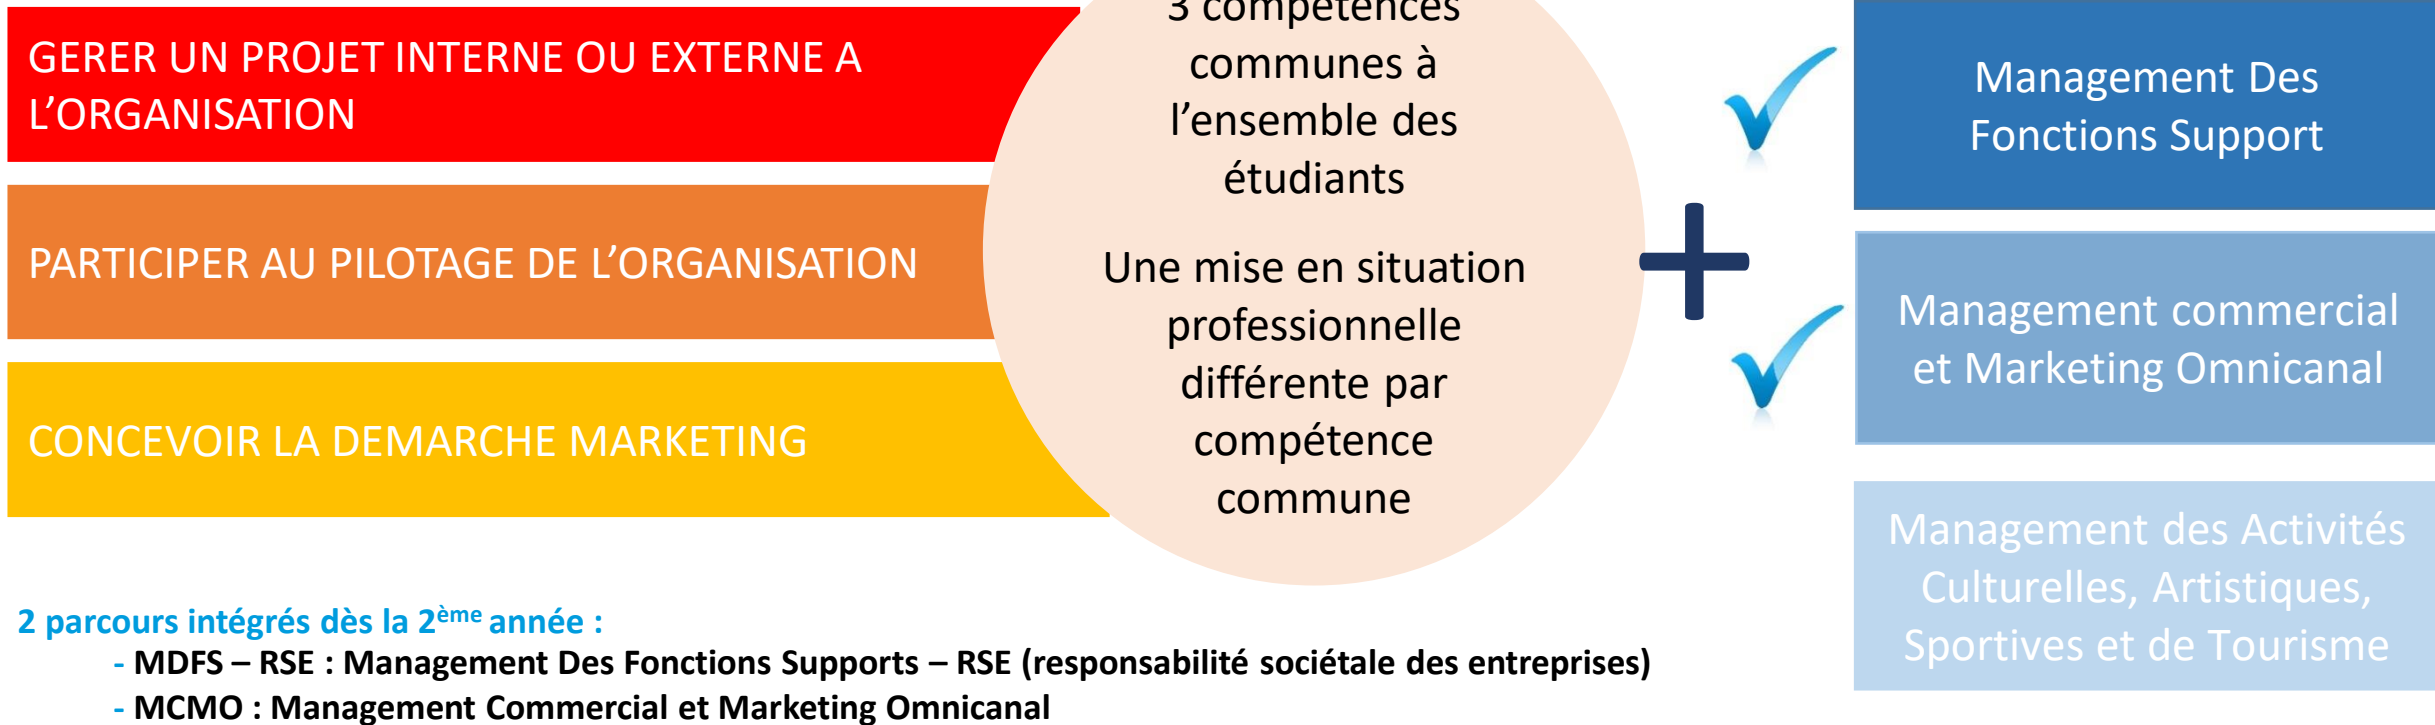 GERER UN PROJET INTERNE OU EXTERNE A
L’ORGANISATION
PARTICIPER AU PILOTAGE DE L’ORGANISATION
CONCEVOIR LA DEMARCHE MARKETING
3 compétences
communes à
l’ensemble des
étudiants
Une mise en situation
professionnelle
différente par
compétence
commune
+
Management Des
Fonctions Support
Management commercial
et Marketing Omnicanal
Management des Activités
Culturelles, Artistiques,
Sportives et de Tourisme
2 parcours intégrés dès la 2ème année :
- MDFS – RSE : Management Des Fonctions Supports – RSE (responsabilité sociétale des entreprises)
- MCMO : Management Commercial et Marketing Omnicanal